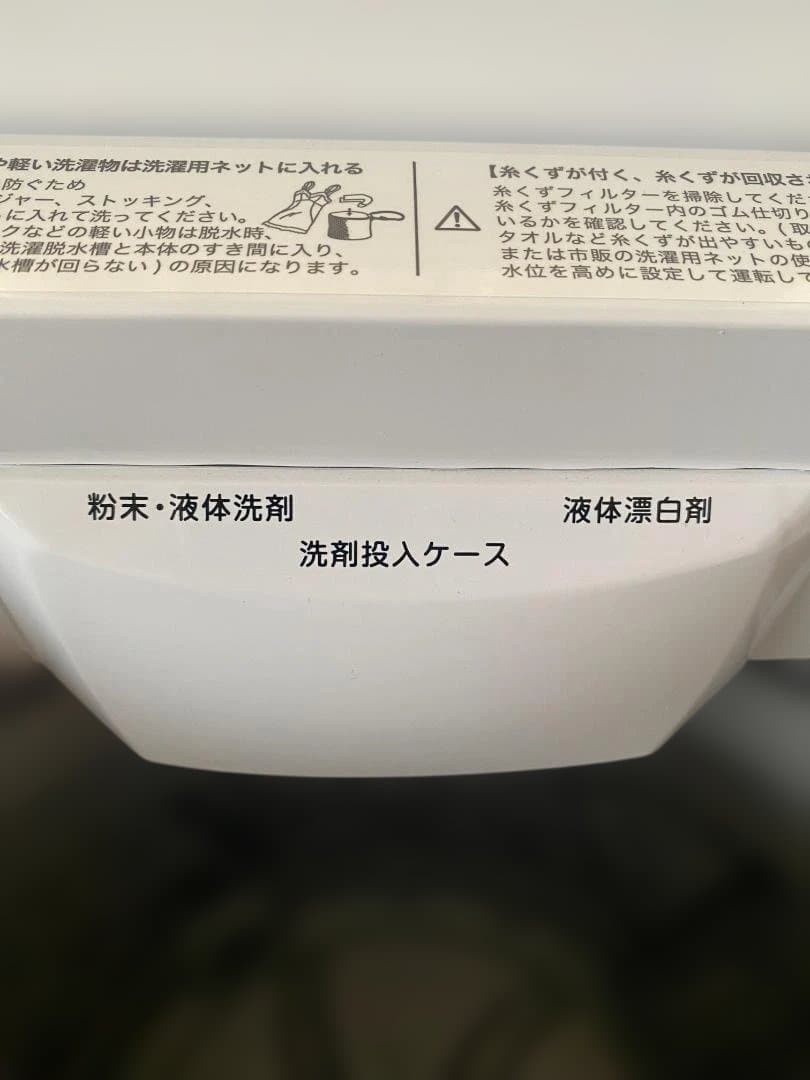 や軽い洗濯物は洗濯用ネットに入れる
防ぐため
ジャー、ストッキング、
に入れて洗ってください。
クなどの軽い小物は脱水時、
洗濯脱水槽と本体のすき間に入り、
水槽が回らない)の原因になります。
【糸くずが付く、糸くずが回収さ
糸くずフィルターを掃除してくだ
糸くずフィルター内のゴム仕切り
いるかを確認してください。(取
タオルなど糸くずが出やすいも
または市販の洗濯用ネットの使
水位を高めに設定して運転して
粉末・液体洗剤
液体漂白剤
洗剤投入ケース